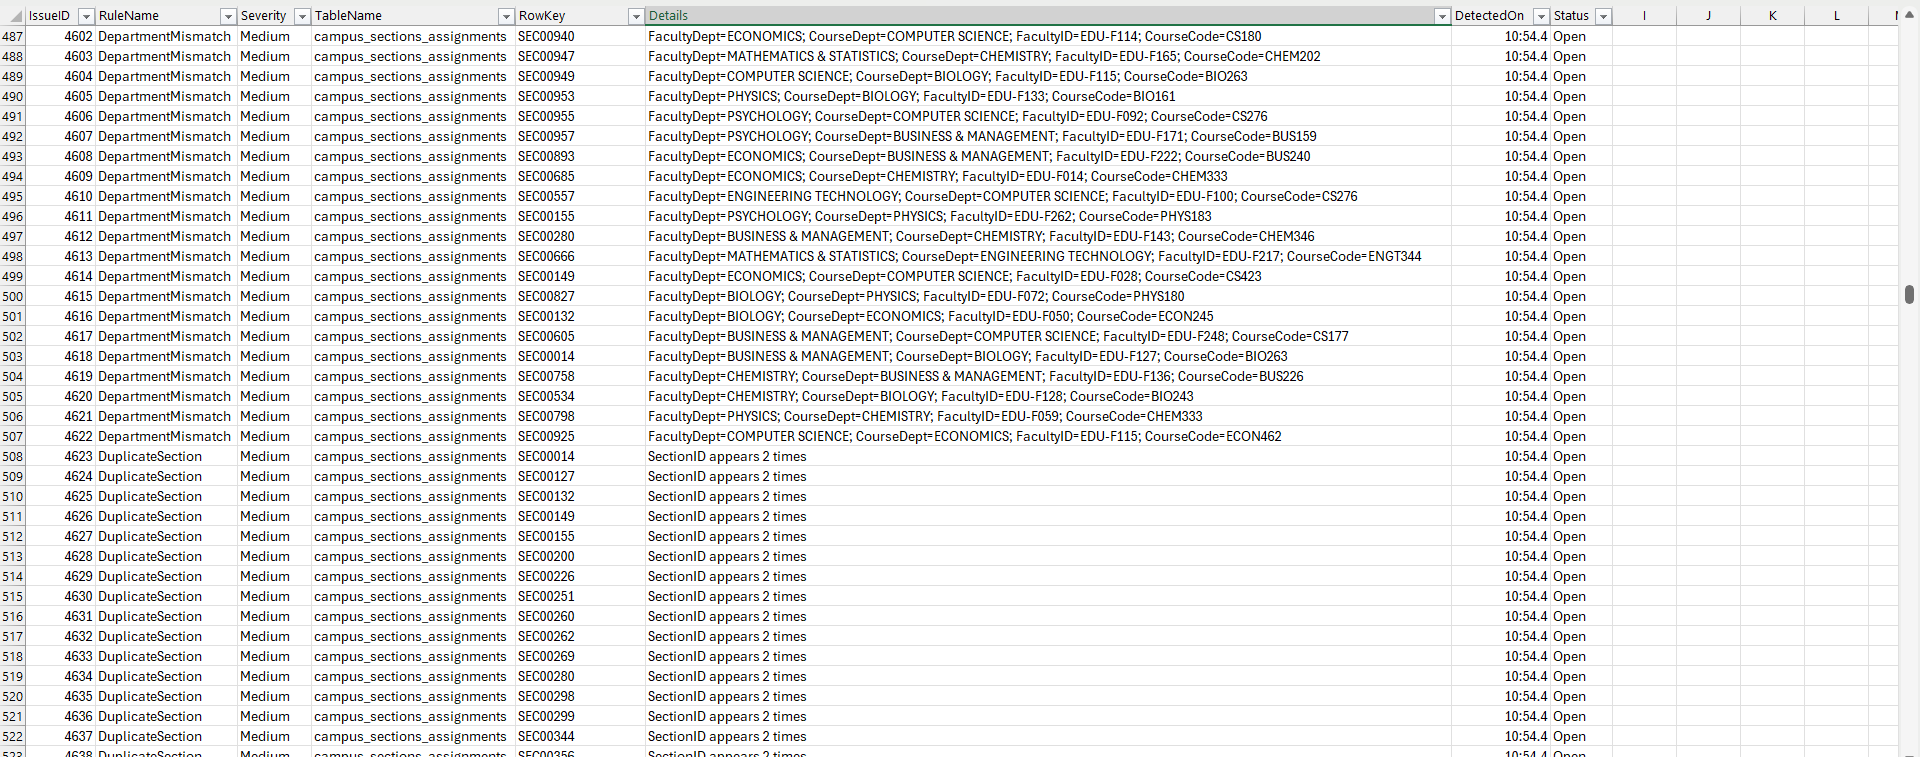 IssueID RuleName Severity TableName RowKey Details DetectedOn Status I J K L
487 4602 DepartmentMismatch Medium campus_sections_assignments SEC00940 FacultyDept=ECONOMICS; CourseDept=COMPUTER SCIENCE; FacultyID=EDU-F114; CourseCode=CS180 10:54.4 Open
488 4603 DepartmentMismatch Medium campus_sections_assignments SEC00947 FacultyDept=MATHEMATICS & STATISTICS; CourseDept=CHEMISTRY; FacultyID=EDU-F165; CourseCode=CHEM202 10:54.4 Open
489 4604 DepartmentMismatch Medium campus_sections_assignments SEC00949 FacultyDept=COMPUTER SCIENCE; CourseDept=BIOLOGY; FacultyID=EDU-F115; CourseCode=BIO263 10:54.4 Open
490 4605 DepartmentMismatch Medium campus_sections_assignments SEC00953 FacultyDept=PHYSICS; CourseDept=BIOLOGY; FacultyID=EDU-F133; CourseCode=BIO161 10:54.4 Open
491 4606 DepartmentMismatch Medium campus_sections_assignments SEC00955 FacultyDept=PSYCHOLOGY; CourseDept=COMPUTER SCIENCE; FacultyID=EDU-F092; CourseCode=CS276 10:54.4 Open
492 4607 DepartmentMismatch Medium campus_sections_assignments SEC00957 FacultyDept=PSYCHOLOGY; CourseDept=BUSINESS & MANAGEMENT; FacultyID=EDU-F171; CourseCode=BUS159 10:54.4 Open
493 4608 DepartmentMismatch Medium campus_sections_assignments SEC00893 FacultyDept=ECONOMICS; CourseDept=BUSINESS & MANAGEMENT; FacultyID=EDU-F222; CourseCode=BUS240 10:54.4 Open
494 4609 DepartmentMismatch Medium campus_sections_assignments SEC00685 FacultyDept=ECONOMICS; CourseDept=CHEMISTRY; FacultyID=EDU-F014; CourseCode=CHEM333 10:54.4 Open
495 4610 DepartmentMismatch Medium campus_sections_assignments SEC00557 FacultyDept=ENGINEERING TECHNOLOGY; CourseDept=COMPUTER SCIENCE; FacultyID=EDU-F100; CourseCode=CS276 10:54.4 Open
496 4611 DepartmentMismatch Medium campus_sections_assignments SEC00155 FacultyDept=PSYCHOLOGY; CourseDept=PHYSICS; FacultyID=EDU-F262; CourseCode=PHYS183 10:54.4 Open
497 4612 DepartmentMismatch Medium campus_sections_assignments SEC00280 FacultyDept=BUSINESS & MANAGEMENT; CourseDept=CHEMISTRY; FacultyID=EDU-F143; CourseCode=CHEM346 10:54.4 Open
498 4613 DepartmentMismatch Medium campus_sections_assignments SEC00666 FacultyDept=MATHEMATICS & STATISTICS; CourseDept=ENGINEERING TECHNOLOGY; FacultyID=EDU-F217; CourseCode=ENGT344 10:54.4 Open
499 4614 DepartmentMismatch Medium campus_sections_assignments SEC00149 FacultyDept=ECONOMICS; CourseDept=COMPUTER SCIENCE; FacultyID=EDU-F028; CourseCode=CS423 10:54.4 Open
500 4615 DepartmentMismatch Medium campus_sections_assignments SEC00827 FacultyDept=BIOLOGY; CourseDept=PHYSICS; FacultyID=EDU-F072; CourseCode=PHYS180 10:54.4 Open
501 4616 DepartmentMismatch Medium campus_sections_assignments SEC00132 FacultyDept=BIOLOGY; CourseDept=ECONOMICS; FacultyID=EDU-F050; CourseCode=ECON245 10:54.4 Open
502 4617 DepartmentMismatch Medium campus_sections_assignments SEC00605 FacultyDept=BUSINESS & MANAGEMENT; CourseDept=COMPUTER SCIENCE; FacultyID=EDU-F248; CourseCode=CS177 10:54.4 Open
503 4618 DepartmentMismatch Medium campus_sections_assignments SEC00014 FacultyDept=BUSINESS & MANAGEMENT; CourseDept=BIOLOGY; FacultyID=EDU-F127; CourseCode=BIO263 10:54.4 Open
504 4619 DepartmentMismatch Medium campus_sections_assignments SEC00758 FacultyDept=CHEMISTRY; CourseDept=BUSINESS & MANAGEMENT; FacultyID=EDU-F136; CourseCode=BUS226 10:54.4 Open
505 4620 DepartmentMismatch Medium campus_sections_assignments SEC00534 FacultyDept=CHEMISTRY; CourseDept=BIOLOGY; FacultyID=EDU-F128; CourseCode=BIO243 10:54.4 Open
506 4621 DepartmentMismatch Medium campus_sections_assignments SEC00798 FacultyDept=PHYSICS; CourseDept=CHEMISTRY; FacultyID=EDU-F059; CourseCode=CHEM333 10:54.4 Open
507 4622 DepartmentMismatch Medium campus_sections_assignments SEC00925 FacultyDept=COMPUTER SCIENCE; CourseDept=ECONOMICS; FacultyID=EDU-F115; CourseCode=ECON462 10:54.4 Open
508 4623 DuplicateSection Medium campus_sections_assignments SEC00014 SectionID appears 2 times 10:54.4 Open
509 4624 DuplicateSection Medium campus_sections_assignments SEC00127 SectionID appears 2 times 10:54.4 Open
510 4625 DuplicateSection Medium campus_sections_assignments SEC00132 SectionID appears 2 times 10:54.4 Open
511 4626 DuplicateSection Medium campus_sections_assignments SEC00149 SectionID appears 2 times 10:54.4 Open
512 4627 DuplicateSection Medium campus_sections_assignments SEC00155 SectionID appears 2 times 10:54.4 Open
513 4628 DuplicateSection Medium campus_sections_assignments SEC00200 SectionID appears 2 times 10:54.4 Open
514 4629 DuplicateSection Medium campus_sections_assignments SEC00226 SectionID appears 2 times 10:54.4 Open
515 4630 DuplicateSection Medium campus_sections_assignments SEC00251 SectionID appears 2 times 10:54.4 Open
516 4631 DuplicateSection Medium campus_sections_assignments SEC00260 SectionID appears 2 times 10:54.4 Open
517 4632 DuplicateSection Medium campus_sections_assignments SEC00262 SectionID appears 2 times 10:54.4 Open
518 4633 DuplicateSection Medium campus_sections_assignments SEC00269 SectionID appears 2 times 10:54.4 Open
519 4634 DuplicateSection Medium campus_sections_assignments SEC00280 SectionID appears 2 times 10:54.4 Open
520 4635 DuplicateSection Medium campus_sections_assignments SEC00298 SectionID appears 2 times 10:54.4 Open
521 4636 DuplicateSection Medium campus_sections_assignments SEC00299 SectionID appears 2 times 10:54.4 Open
522 4637 DuplicateSection Medium campus_sections_assignments SEC00344 SectionID appears 2 times 10:54.4 Open
523 4638 DuplicateSection Medium campus_sections_assignments SEC00356 SectionID appears 2 times 10:54.4 Open